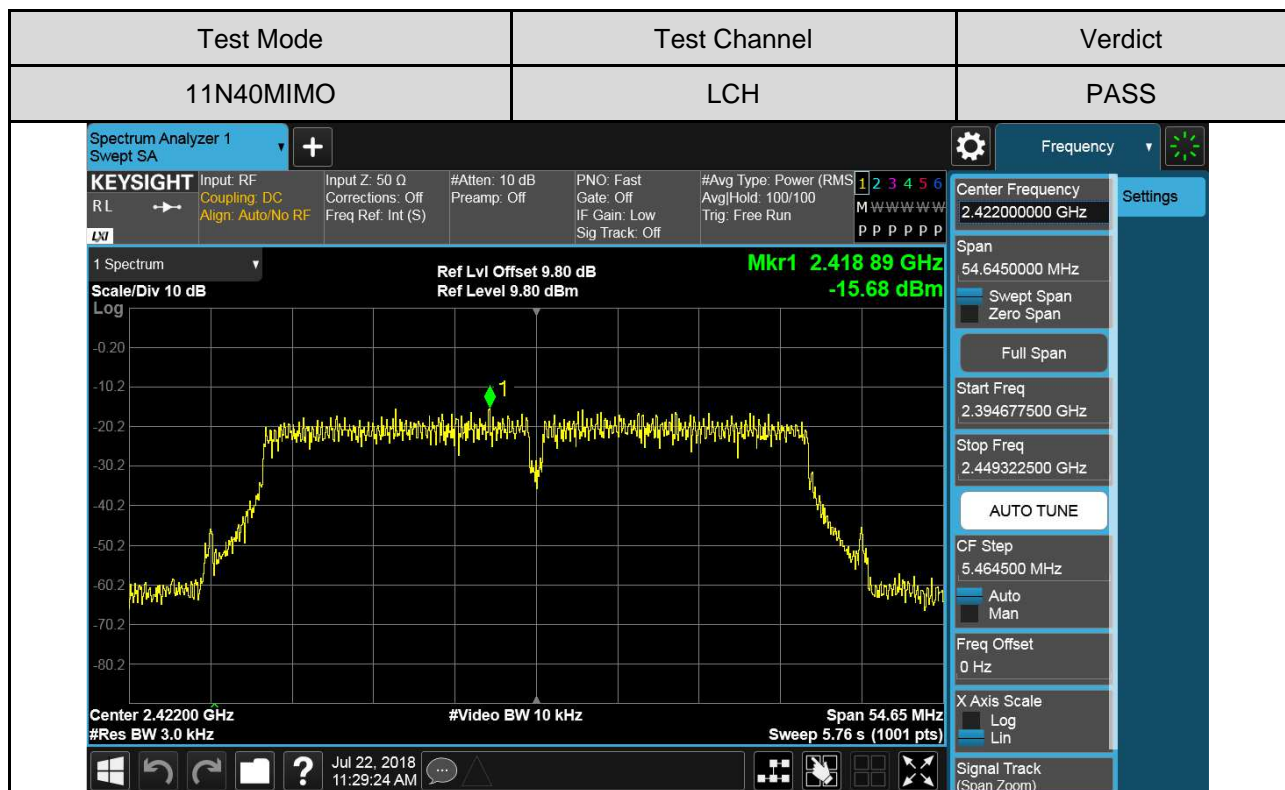 Test Mode Test Channel Verdict
11N40MIMO LCH PASS
Spectrum Analyzer 1
Swept SA
+
Frequency
KEYSIGHT Input: RF Input Z: 50 Ω #Atten: 10 dB PNO: Fast #Avg Type: Power (RMS 1 2 3 4 5 6
RL Coupling: DC Corrections: Off Preamp: Off Gate: Off Avg|Hold: 100/100 M W W W W W
Align: Auto/No RF Freq Ref: Int (S) IF Gain: Low Trig: Free Run
LXI Sig Track: Off P P P P P P
Center Frequency
2.422000000 GHz
Settings
Span
54.6450000 MHz
Swept Span
Zero Span
Full Span
Start Freq
2.394677500 GHz
Stop Freq
2.449322500 GHz
AUTO TUNE
CF Step
5.464500 MHz
Auto
Man
Freq Offset
0 Hz
X Axis Scale
Log
Lin
Signal Track
(Span Zoom)
1 Spectrum Ref Lvl Offset 9.80 dB Mkr1 2.418 89 GHz
Scale/Div 10 dB Ref Level 9.80 dBm -15.68 dBm
Log
-0.20
-10.2
1
-20.2
-30.2
-40.2
-50.2
-60.2
-70.2
-80.2
Center 2.42200 GHz #Video BW 10 kHz Span 54.65 MHz
#Res BW 3.0 kHz Sweep 5.76 s (1001 pts)
? Jul 22, 2018
11:29:24 AM